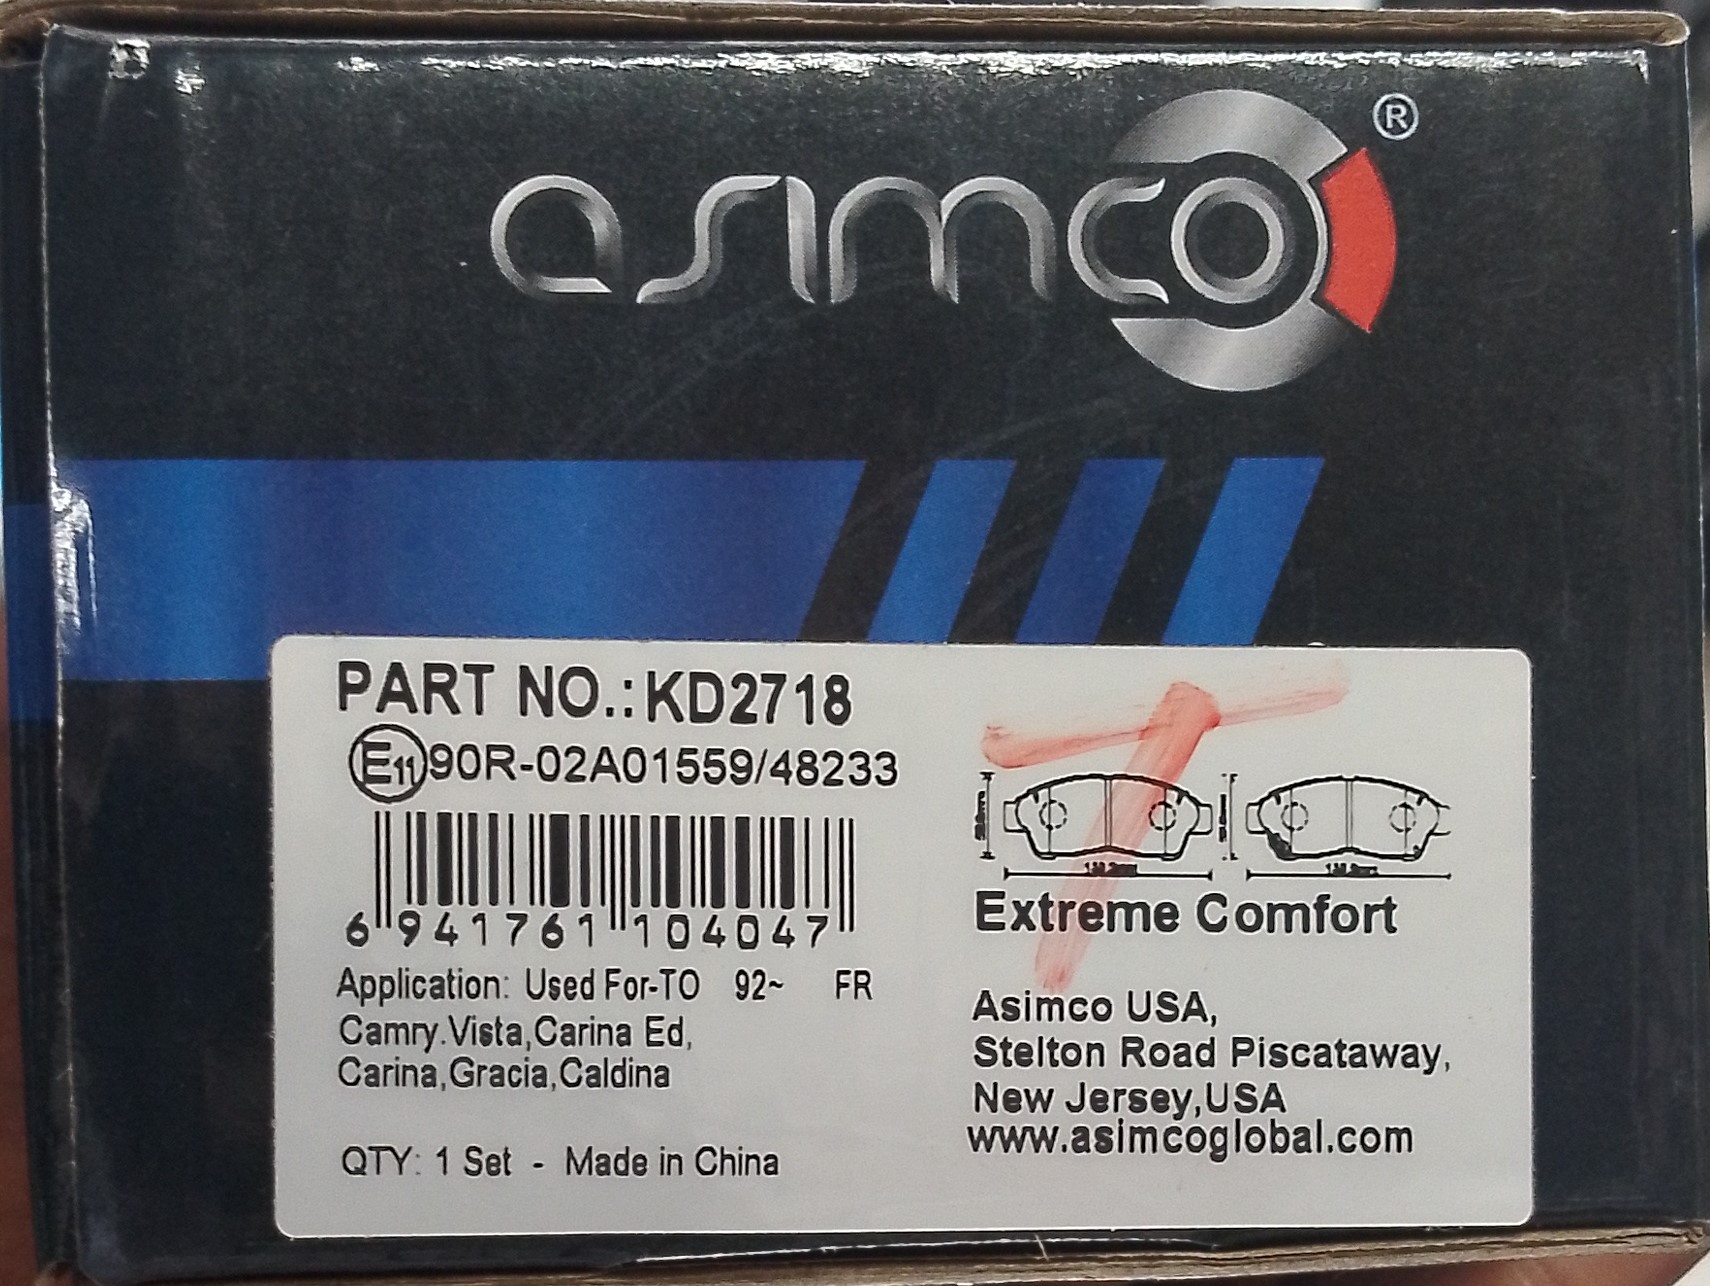 asimco®
PART NO.:KD2718
E11 90R-02A01559/48233
6 941761 104047
Application: Used For-TO 92~ FR
Camry.Vista,Carina Ed,
Carina,Gracia,Caldina
QTY: 1 Set - Made in China
T
Extreme Comfort
Asimco USA,
Stelton Road Piscataway,
New Jersey,USA
www.asimcoglobal.com